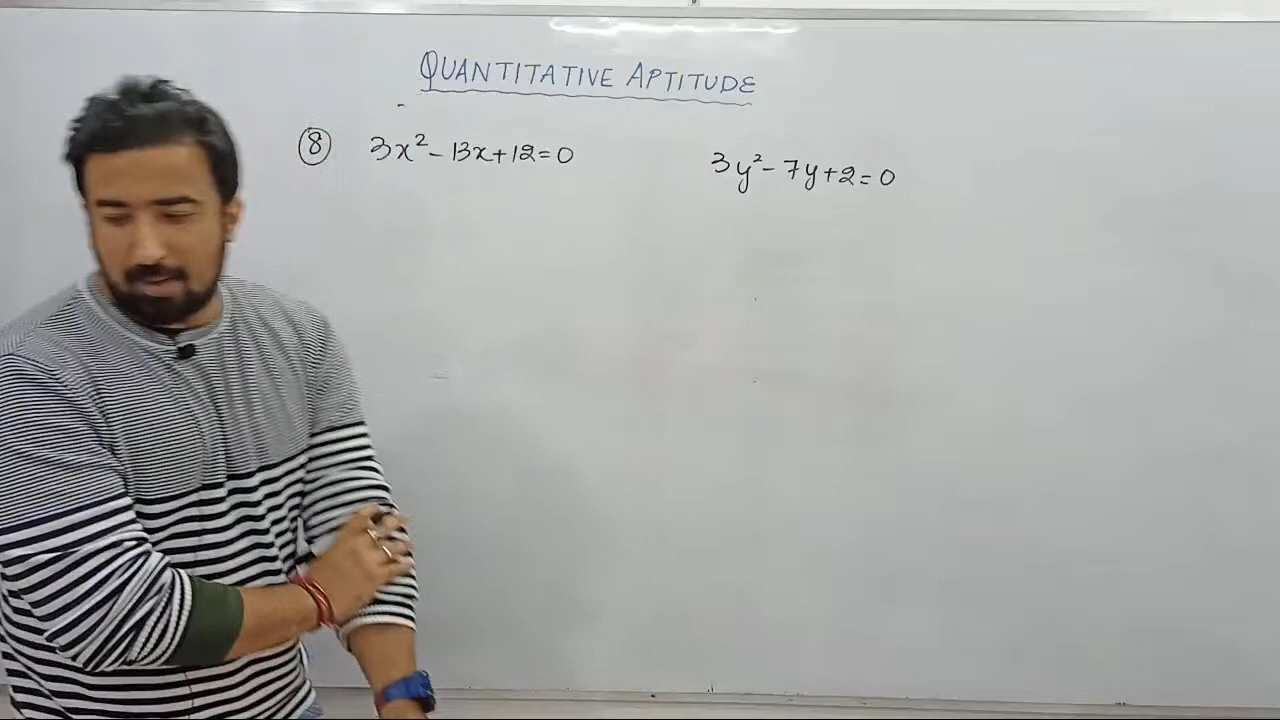 QUANTITATIVE APTITUDE
⑧ 3x² - 13x + 12 = 0
3y² - 7y + 2 = 0